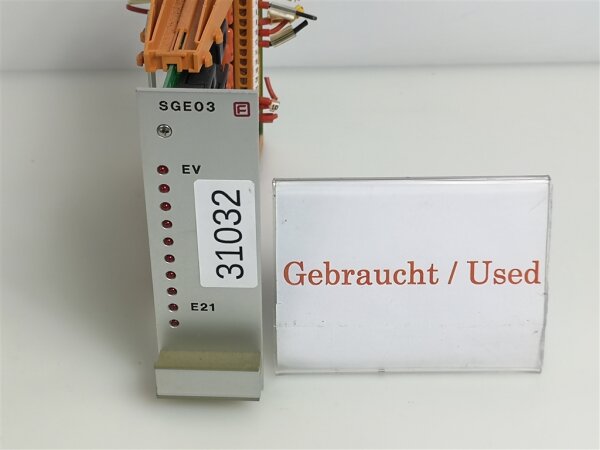 SGE03
EV
31032
E21
Gebraucht / Used